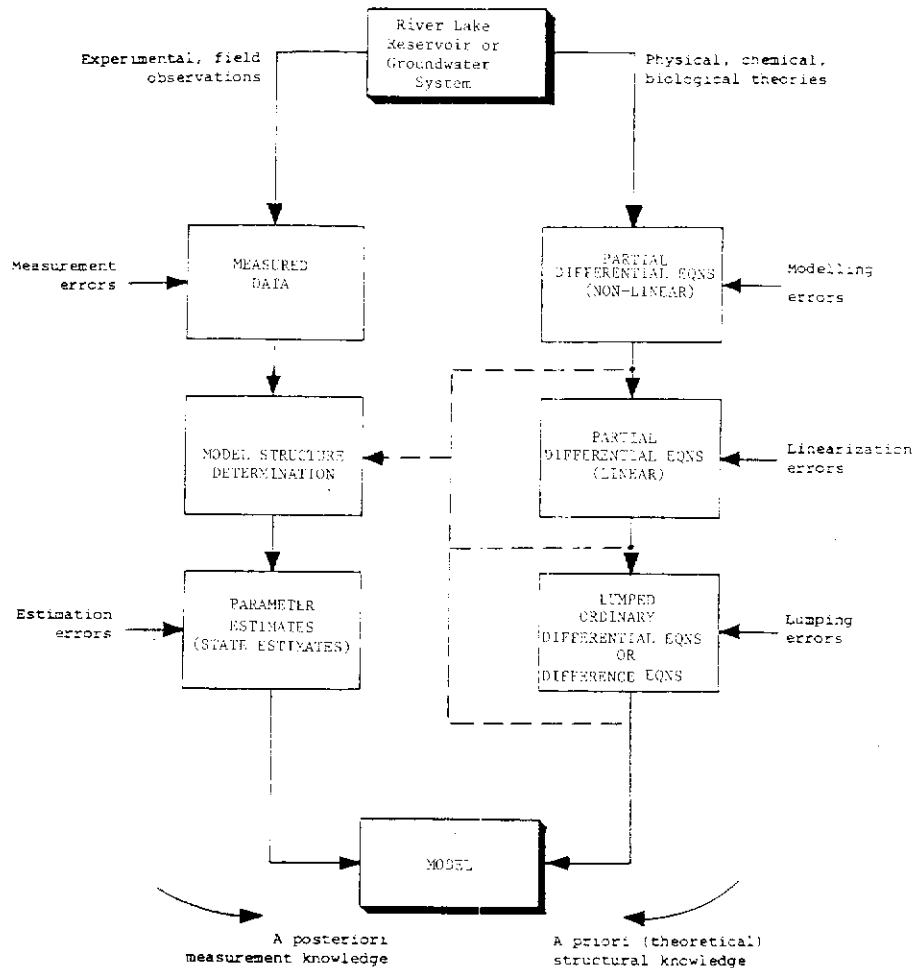 River Lake
Reservoir or
Groundwater
System
Experimental, field
observations
Physical, chemical,
biological theories
MEASURED
DATA
Measurement
errors
PARTIAL
DIFFERENTIAL EQNS
(NON-LINEAR)
Modelling
errors
MODEL STRUCTURE
DETERMINATION
PARTIAL
DIFFERENTIAL EQNS
(LINEAR)
Linearization
errors
Estimation
errors
PARAMETER
ESTIMATES
(STATE ESTIMATES)
LUMPED
ORDINARY
DIFFERENTIAL EQNS
OR
DIFFERENCE EQNS
Lumping
errors
MODEL
A posteriori
measurement knowledge
A priori (theoretical)
structural knowledge